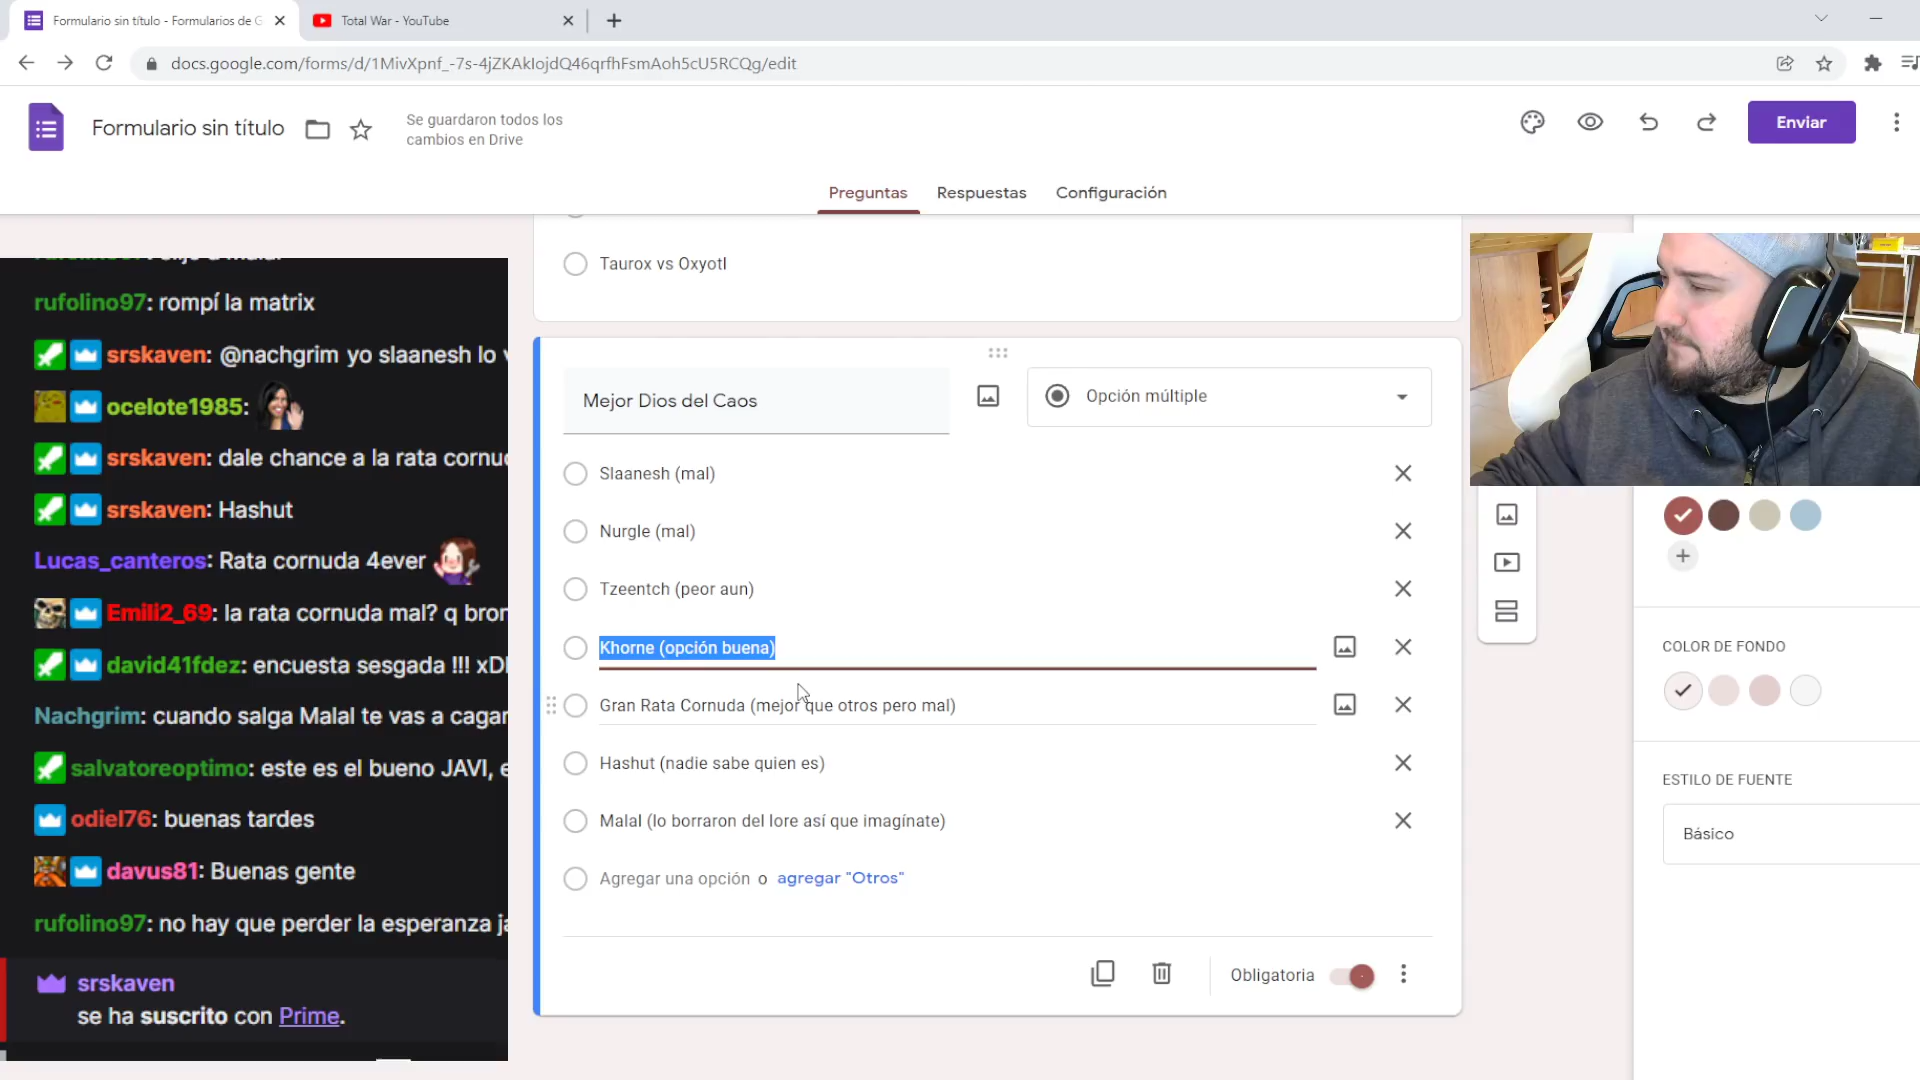 Formulario sin título - Formularios de G
Total War - YouTube
docs.google.com/forms/d/1MivXpnf_-7s-4jZKAkIojdQ46qrfhFsmAoh5cU5RCQg/edit
Formulario sin título
Se guardaron todos los
cambios en Drive
Enviar
Preguntas
Respuestas
Configuración
Taurox vs Oxyotl
Mejor Dios del Caos
Opción múltiple
Slaanesh (mal)
Nurgle (mal)
Tzeentch (peor aun)
Khorne (opción buena)
Gran Rata Cornuda (mejor que otros pero mal)
Hashut (nadie sabe quien es)
Malal (lo borraron del lore así que imagínate)
Agregar una opción o agregar "Otros"
Obligatoria
rufolino97: rompí la matrix
srskaven: @nachgrim yo slaanesh lo
ocelote1985:
srskaven: dale chance a la rata cornu
srskaven: Hashut
Lucas_canteros: Rata cornuda 4ever
Emili2_69: la rata cornuda mal? q bron
david41fdez: encuesta sesgada !!! xD
Nachgrim: cuando salga Malal te vas a cagar
salvatoreoptimo: este es el bueno JAVI, e
odiel76: buenas tardes
davus81: Buenas gente
rufolino97: no hay que perder la esperanza ja
srskaven
se ha suscrito con Prime.
COLOR DE FONDO
ESTILO DE FUENTE
Básico